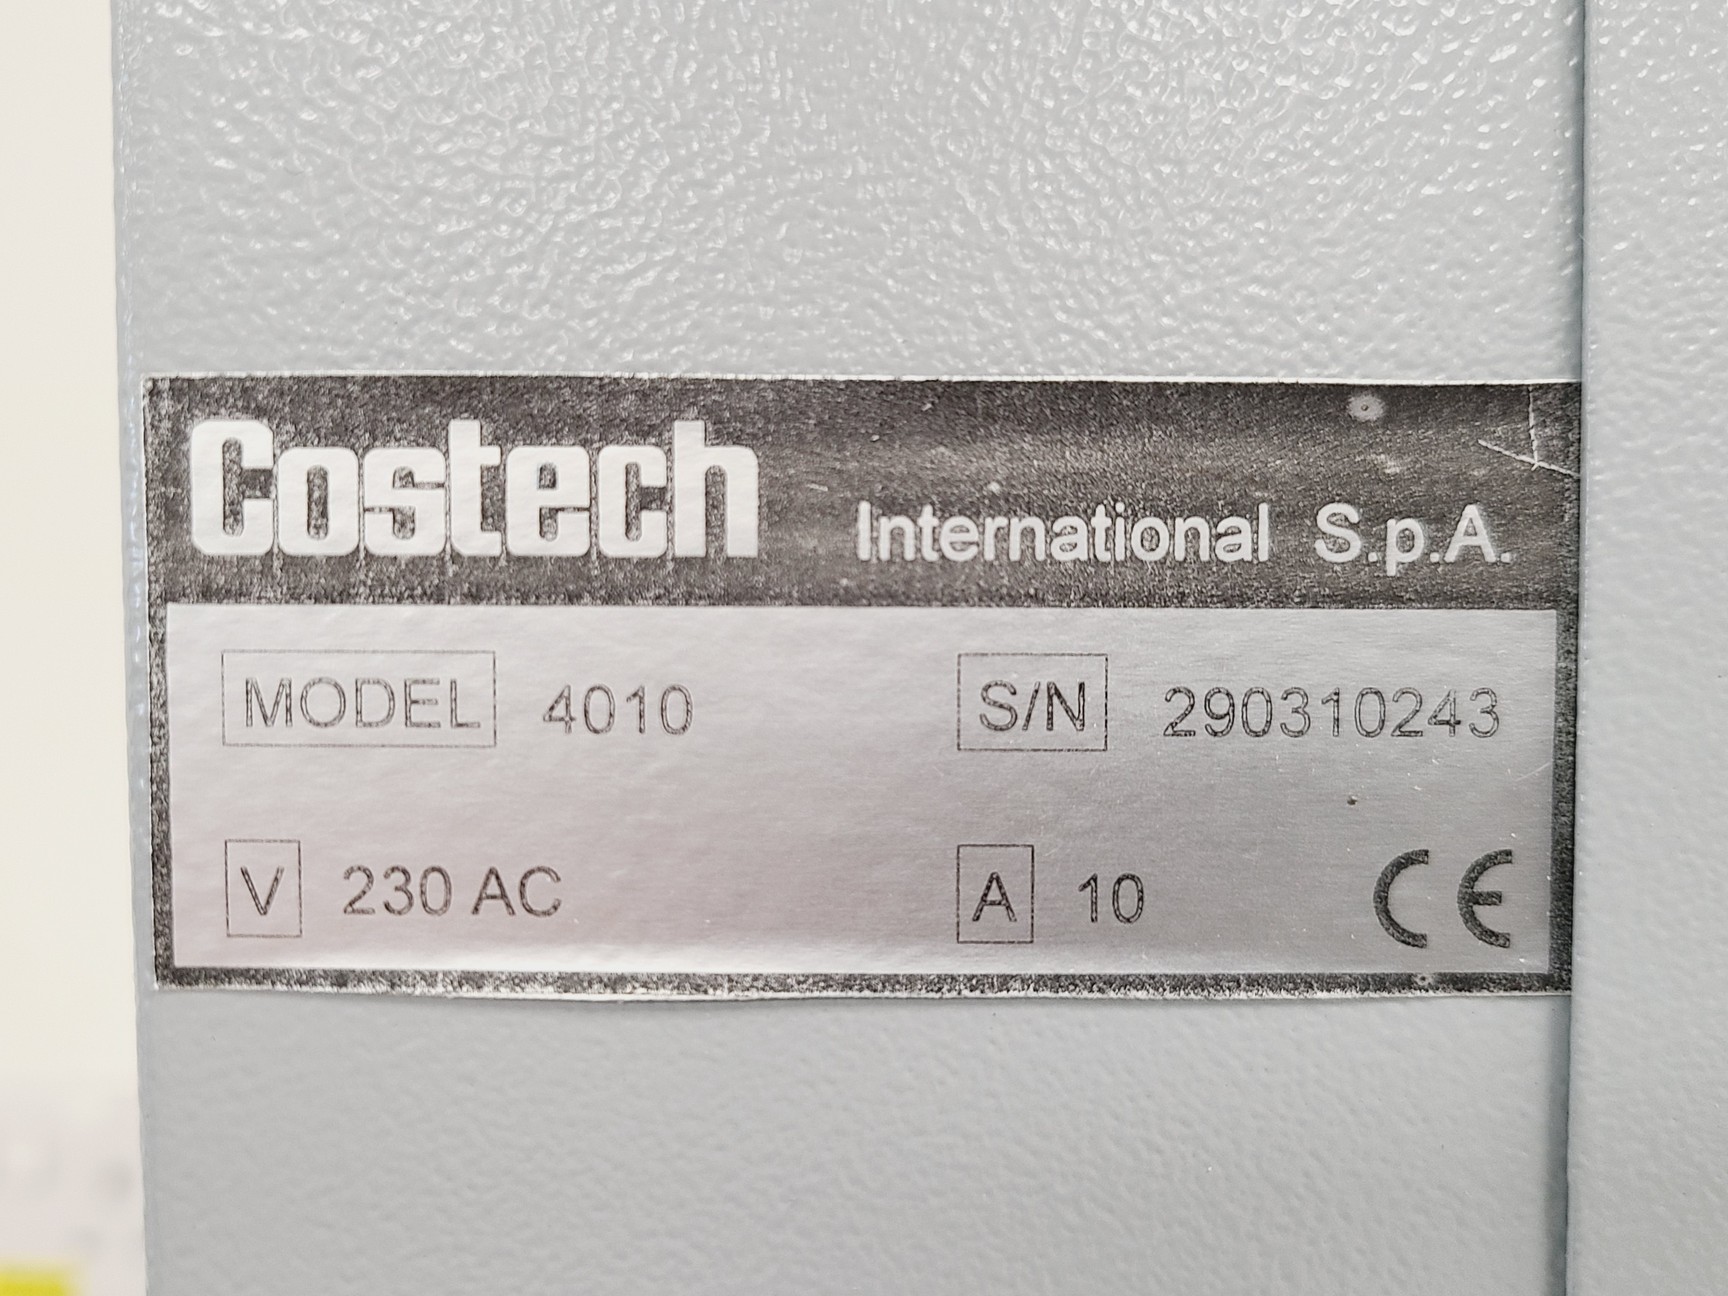 Costech International S.p.A.
MODEL 4010 S/N 290310243
V 230 AC A 10 CE